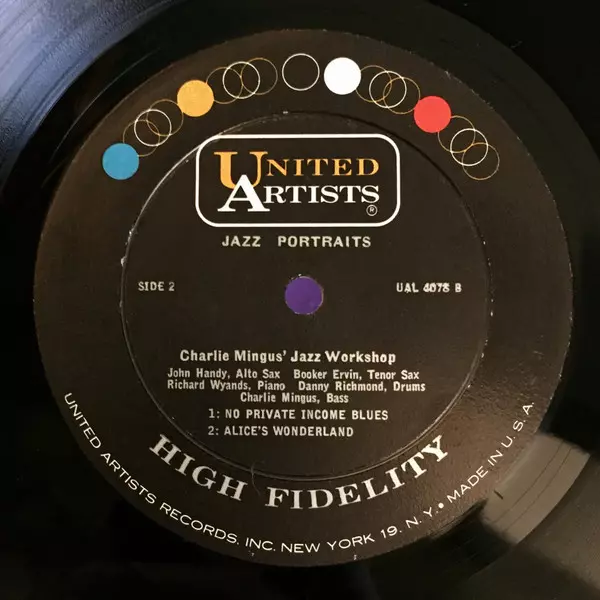 UNITED
ARTISTS
®
JAZZ PORTRAITS
SIDE 2
UAL 4075 B
Charlie Mingus' Jazz Workshop
John Handy, Alto Sax Booker Ervin, Tenor Sax
Richard Wyands, Piano Danny Richmond, Drums
Charlie Mingus, Bass
1: NO PRIVATE INCOME BLUES
2: ALICE'S WONDERLAND
HIGH FIDELITY
UNITED ARTISTS RECORDS, INC. NEW YORK 19, N.Y. • MADE IN U.S.A.